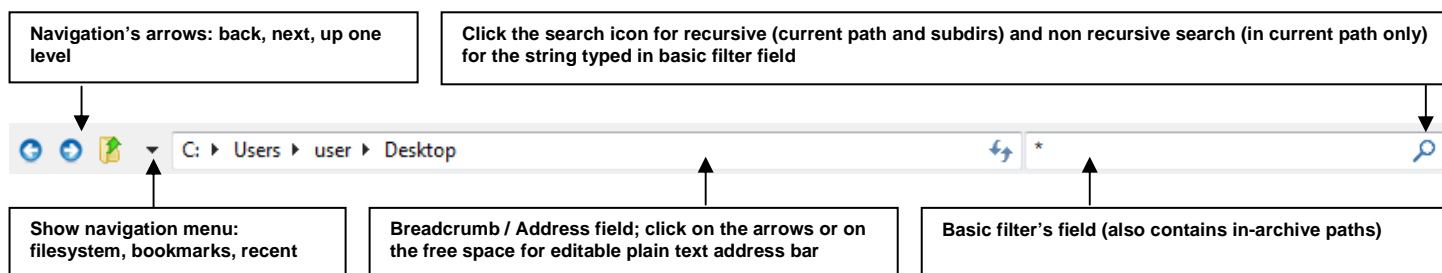 Navigation's arrows: back, next, up one
level
Click the search icon for recursive (current path and subdirs) and non recursive search (in current path only)
for the string typed in basic filter field
C: Users user Desktop
*
Show navigation menu:
filesystem, bookmarks, recent
Breadcrumb / Address field; click on the arrows or on
the free space for editable plain text address bar
Basic filter's field (also contains in-archive paths)